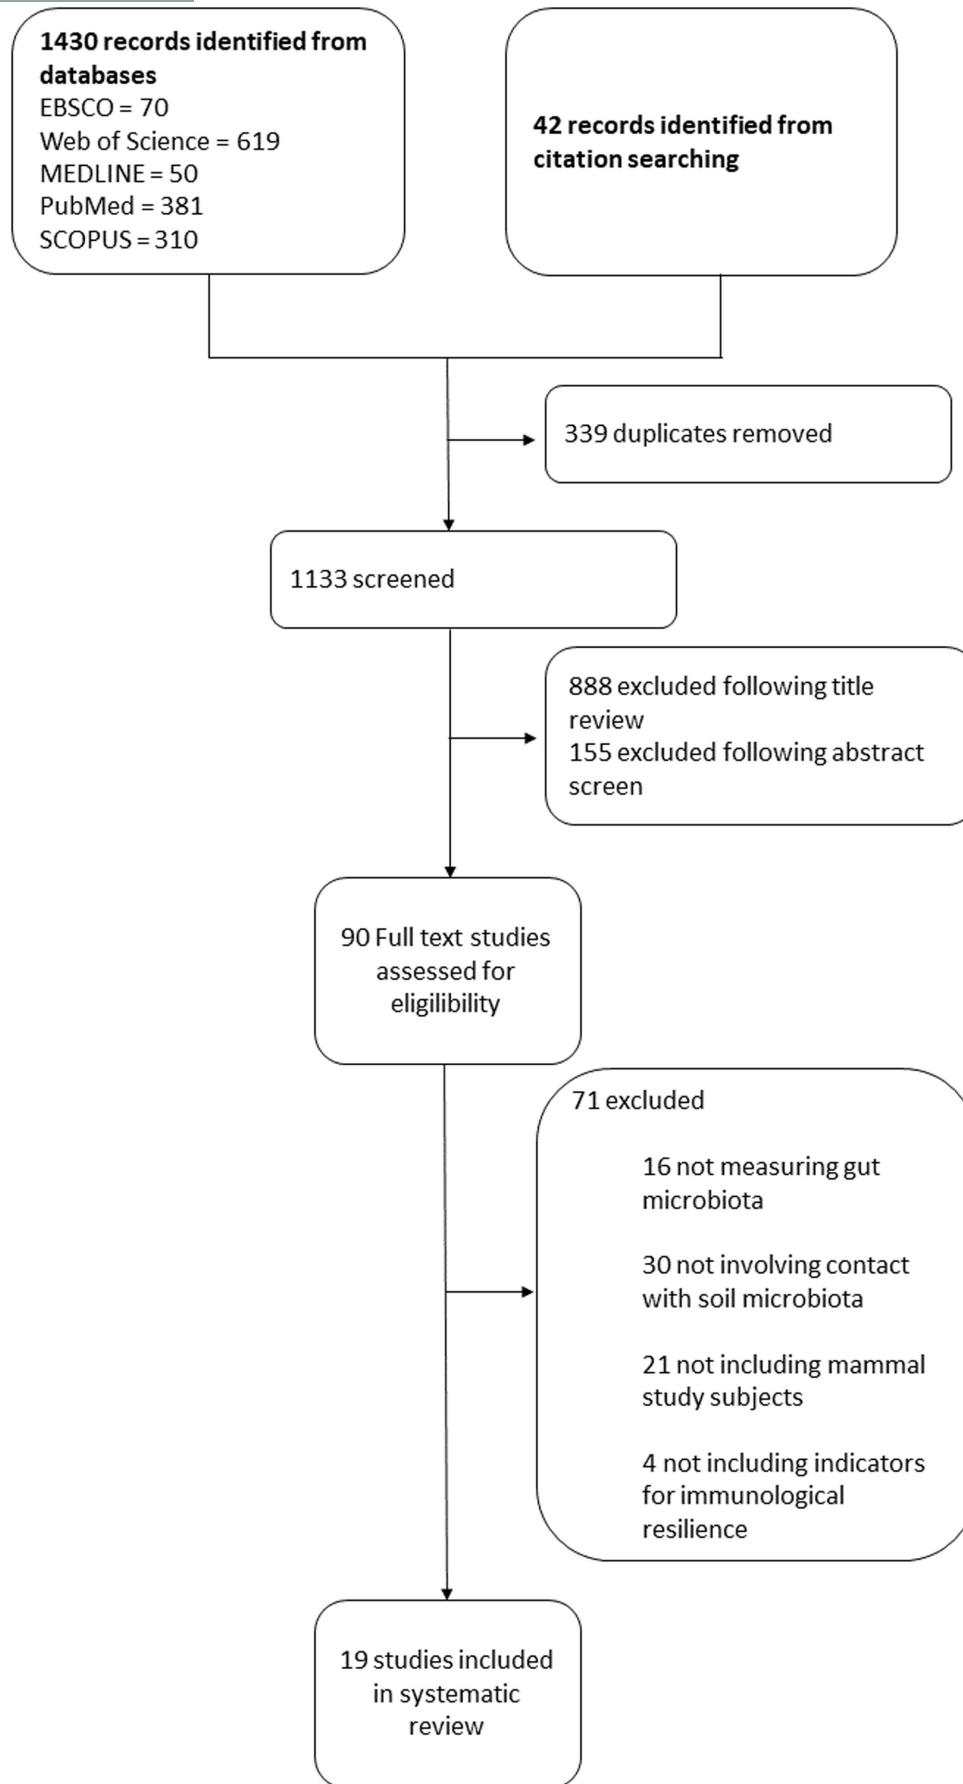 1430 records identified from
databases
EBSCO = 70
Web of Science = 619
MEDLINE = 50
PubMed = 381
SCOPUS = 310
42 records identified from
citation searching
339 duplicates removed
1133 screened
888 excluded following title
review
155 excluded following abstract
screen
90 Full text studies
assessed for
eligilibility
71 excluded
16 not measuring gut
microbiota
30 not involving contact
with soil microbiota
21 not including mammal
study subjects
4 not including indicators
for immunological
resilience
19 studies included
in systematic
review